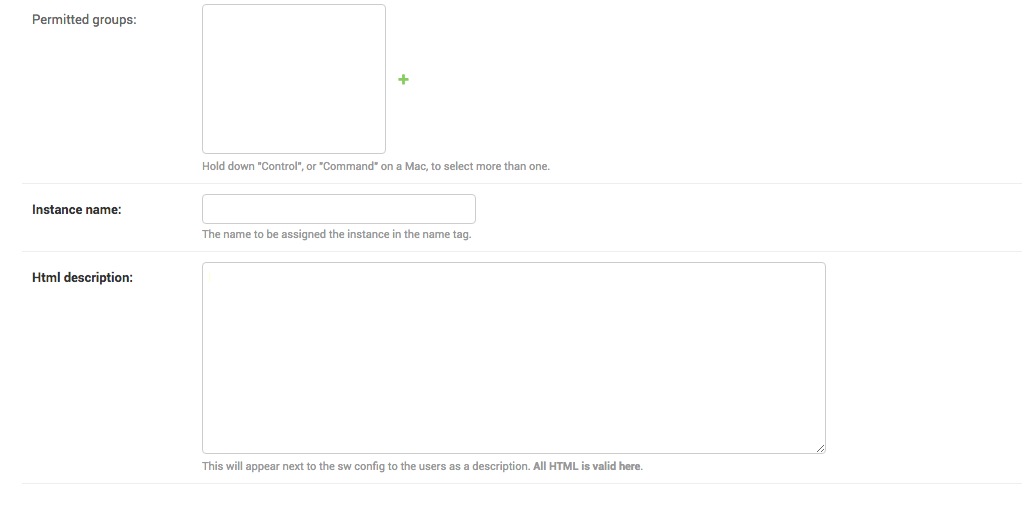 Permitted groups:
Hold down "Control", or "Command" on a Mac, to select more than one.
Instance name:
The name to be assigned the instance in the name tag.
Html description:
This will appear next to the sw config to the users as a description. All HTML is valid here.